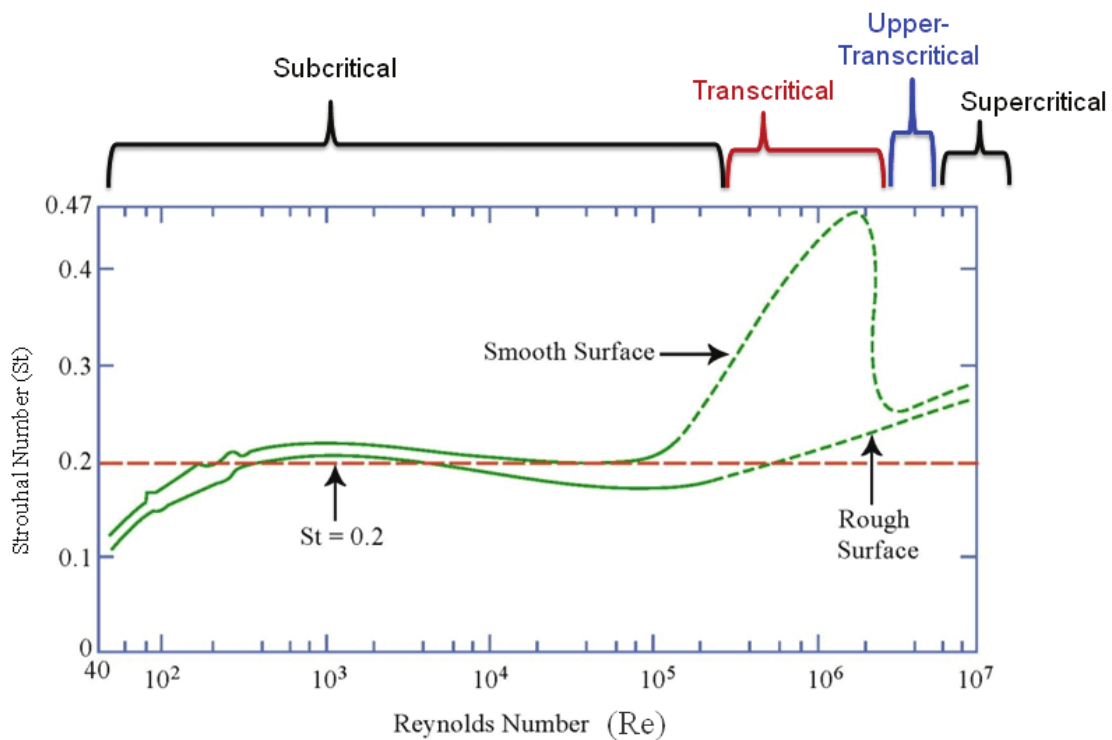 Upper-
Transcritical
Subcritical
Transcritical
Supercritical
0.47
0.4
0.3
0.2
0.1
0
Strouhal Number (St)
Smooth Surface
St = 0.2
Rough
Surface
40 10² 10³ 10⁴ 10⁵ 10⁶ 10⁷
Reynolds Number (Re)